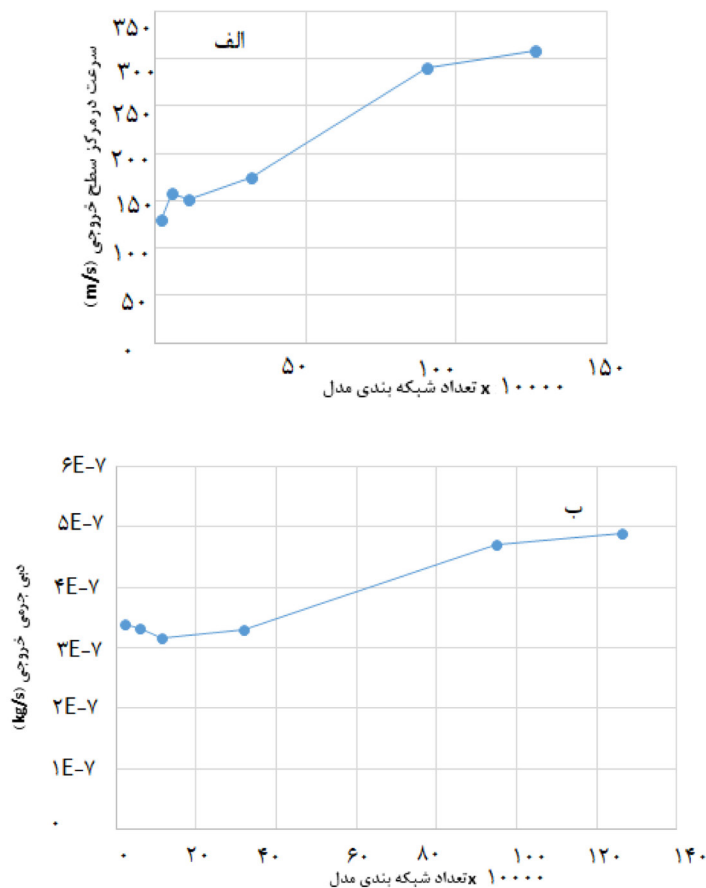 الف
۳۵۰
۳۰۰
۲۵۰
۲۰۰
۱۵۰
۱۰۰
۵۰
۰
سرعت در مرکز سطح خروجی (m/s)
۵۰ ۱۰۰ ۱۵۰
تعداد شبکه بندی مدل x ۱۰۰۰۰
ب
۶E-۷
۵E-۷
۴E-۷
۳E-۷
۲E-۷
۱E-۷
۰
دبی جرمی خروجی (kg/s)
۰ ۲۰ ۴۰ ۶۰ ۸۰ ۱۰۰ ۱۲۰ ۱۴۰
تعداد شبکه بندی مدل x ۱۰۰۰۰